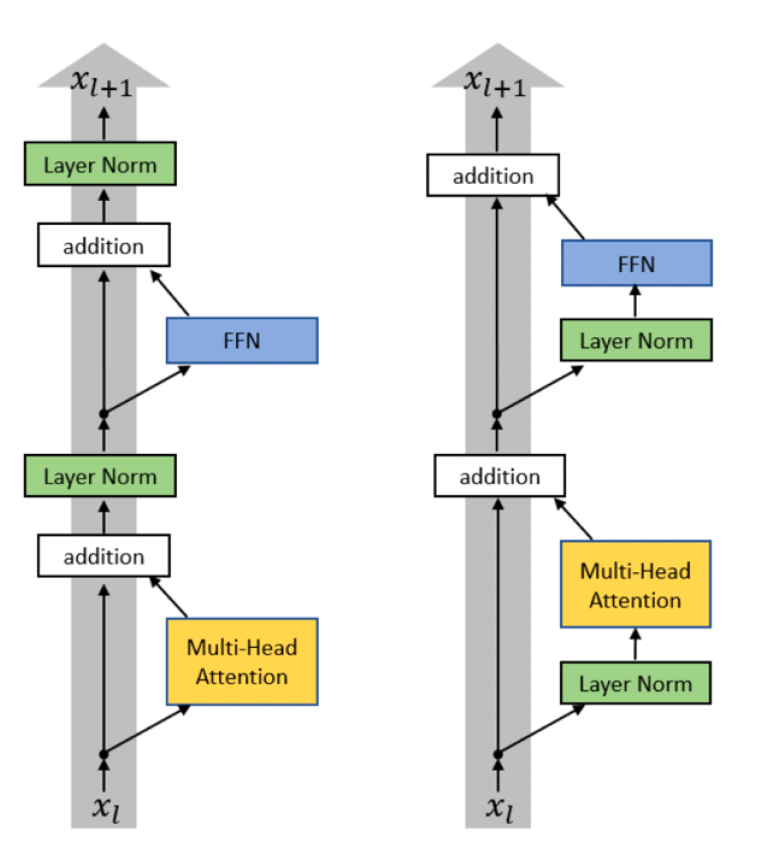 x_{l+1}
Layer Norm
addition
FFN
Layer Norm
addition
Multi-Head
Attention
x_l
x_{l+1}
addition
FFN
Layer Norm
addition
Multi-Head
Attention
Layer Norm
x_l